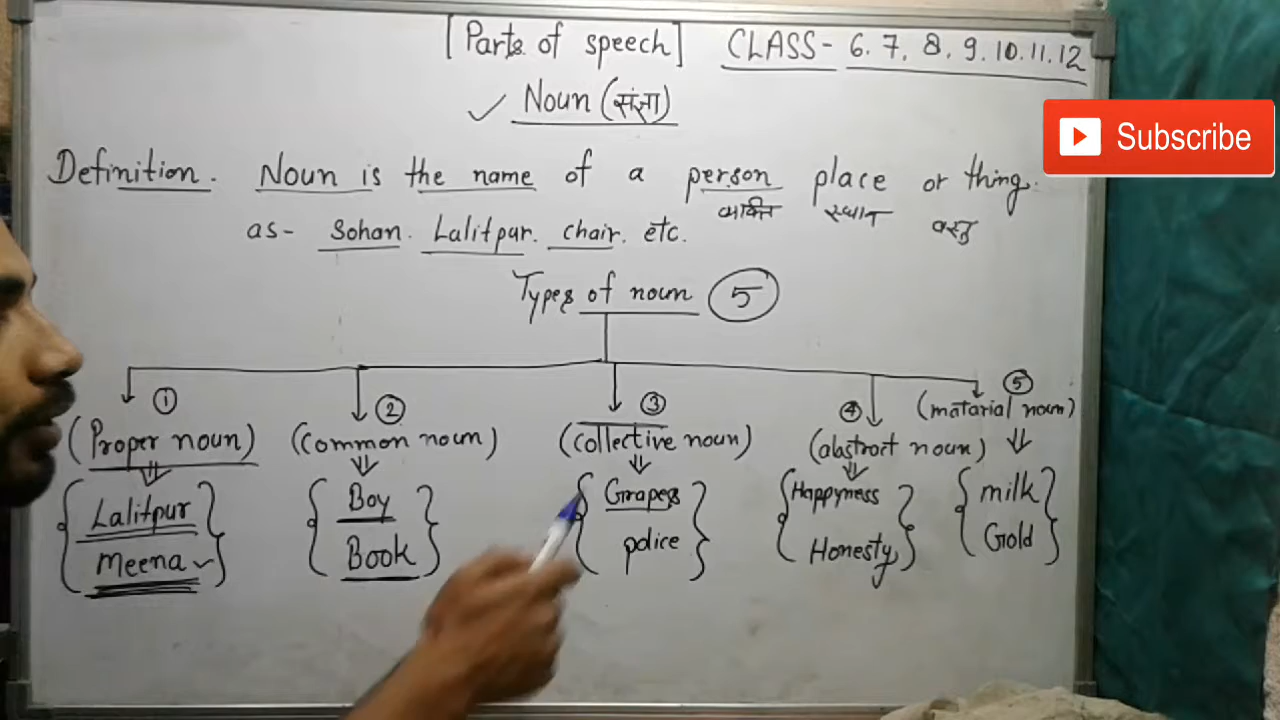 [Parts of speech] CLASS- 6.7.8.9.10.11.12
✓ Noun (संज्ञा)
Subscribe
Definition. Noun is the name of a person place or thing.
व्यक्ति स्थान वस्तु
as- Sohan. Lalitpur. chair. etc.
Types of noun 5
1 2 3 4 5
(Proper noun) (common noun) (collective noun) (abstract noun) (matarial noun)
Lalitpur Boy Grapes Happyness milk
Meena Book police Honesty Gold